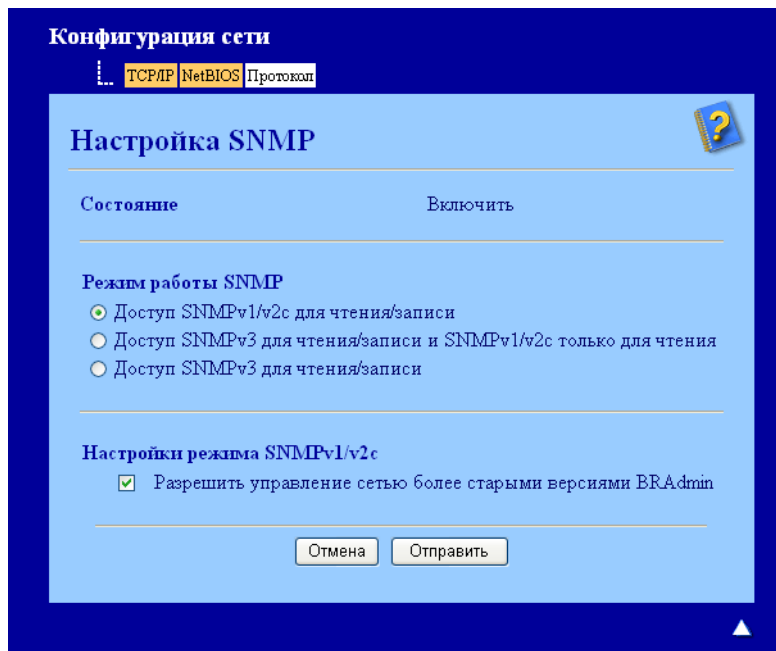 Конфигурация сети
TCP/IP NetBIOS Протокол
Настройка SNMP
Состояние Включить
Режим работы SNMP
Доступ SNMPv1/v2c для чтения/записи
Доступ SNMPv3 для чтения/записи и SNMPv1/v2c только для чтения
Доступ SNMPv3 для чтения/записи
Настройки режима SNMPv1/v2c
Разрешить управление сетью более старыми версиями BRAdmin
Отмена Отправить